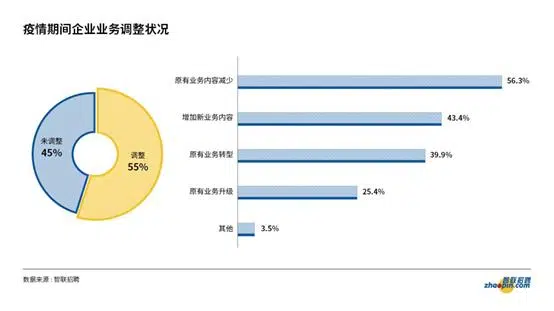 疫情期间企业业务调整状况
未调整
45%
调整
55%
原有业务内容减少 56.3%
增加新业务内容 43.4%
原有业务转型 39.9%
原有业务升级 25.4%
其他 3.5%
数据来源：智联招聘
智联招聘
zhaopin.com